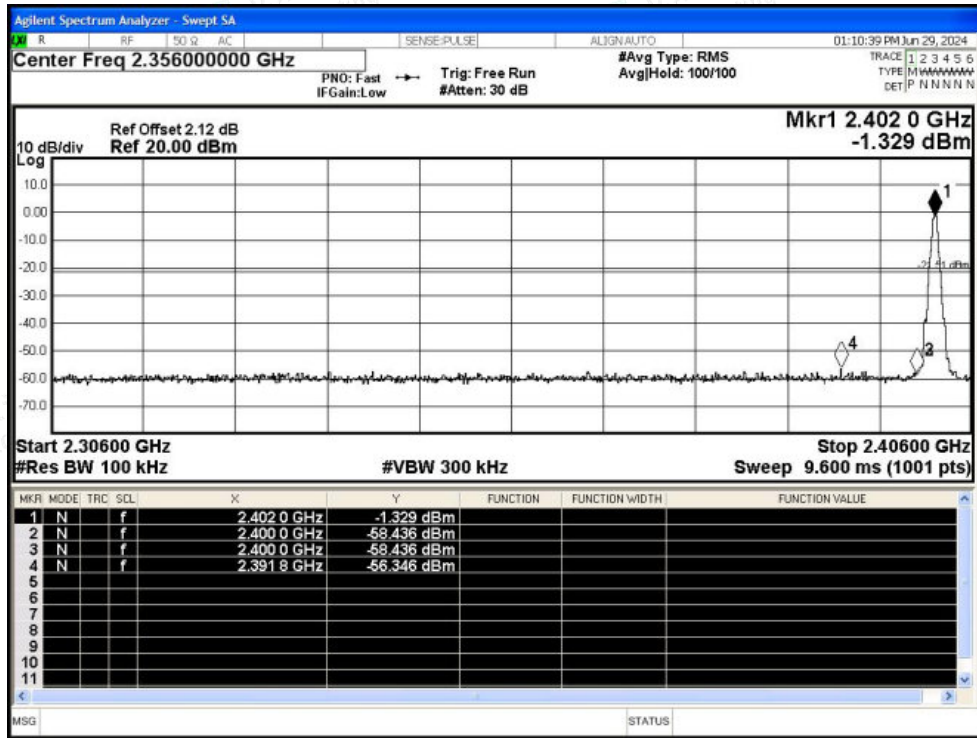 Agilent Spectrum Analyzer - Swept SA
R RF 50 Ω AC SENSE:PULSE ALIGNAUTO 01:10:39 PM Jun 29, 2024
Center Freq 2.356000000 GHz
PNO: Fast
IFGain:Low
Trig: Free Run
#Atten: 30 dB
#Avg Type: RMS
Avg|Hold: 100/100
TRACE 1 2 3 4 5 6
TYPE M
DET P N N N N N
Mkr1 2.402 0 GHz
-1.329 dBm
Ref Offset 2.12 dB
10 dB/div Ref 20.00 dBm
Log
10.0
0.00
-10.0
-20.0
-30.0
-40.0
-50.0
-60.0
-70.0
1
4
Start 2.30600 GHz Stop 2.40600 GHz
#Res BW 100 kHz #VBW 300 kHz Sweep 9.600 ms (1001 pts)
MKR MODE TRC SCL X Y FUNCTION FUNCTION WIDTH FUNCTION VALUE
1 N f 2.402 0 GHz -1.329 dBm
2 N f 2.400 0 GHz -58.436 dBm
3 N f 2.400 0 GHz -58.436 dBm
4 N f 2.391 8 GHz -56.346 dBm
5
6
7
8
9
10
11
MSG STATUS